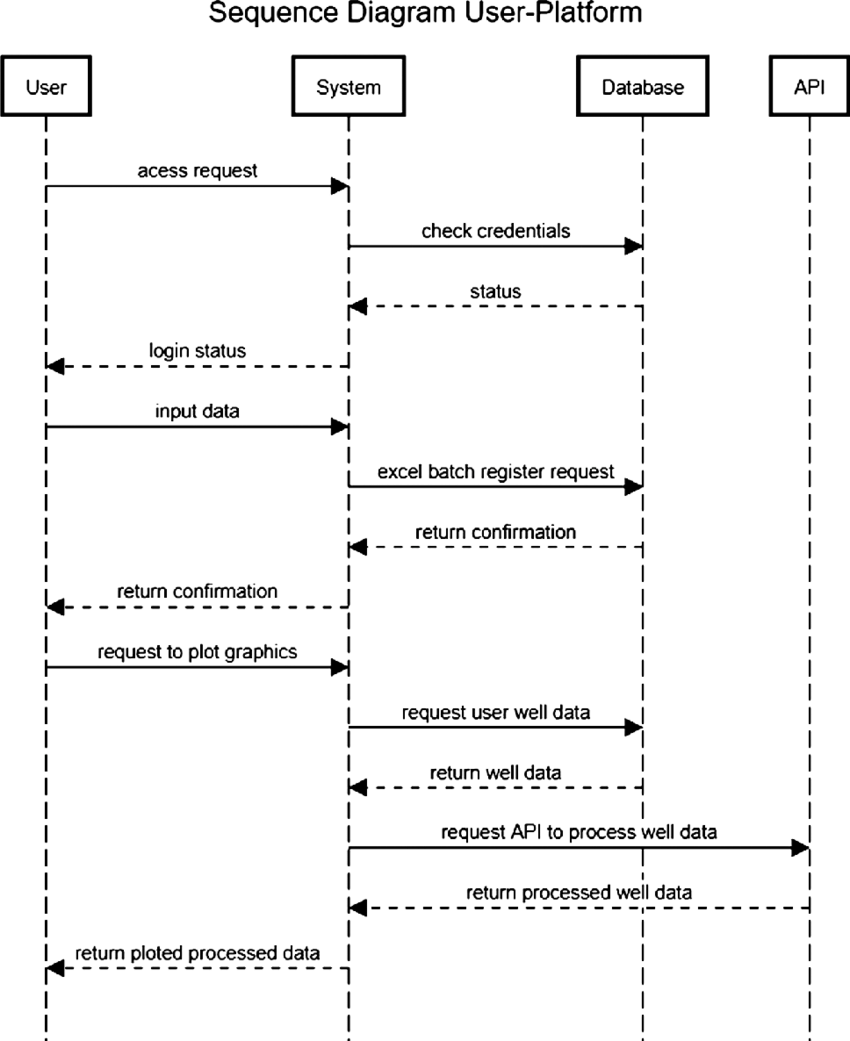 Sequence Diagram User-Platform
User
System
Database
API
acess request
check credentials
status
login status
input data
excel batch register request
return confirmation
return confirmation
request to plot graphics
request user well data
return well data
request API to process well data
return processed well data
return ploted processed data